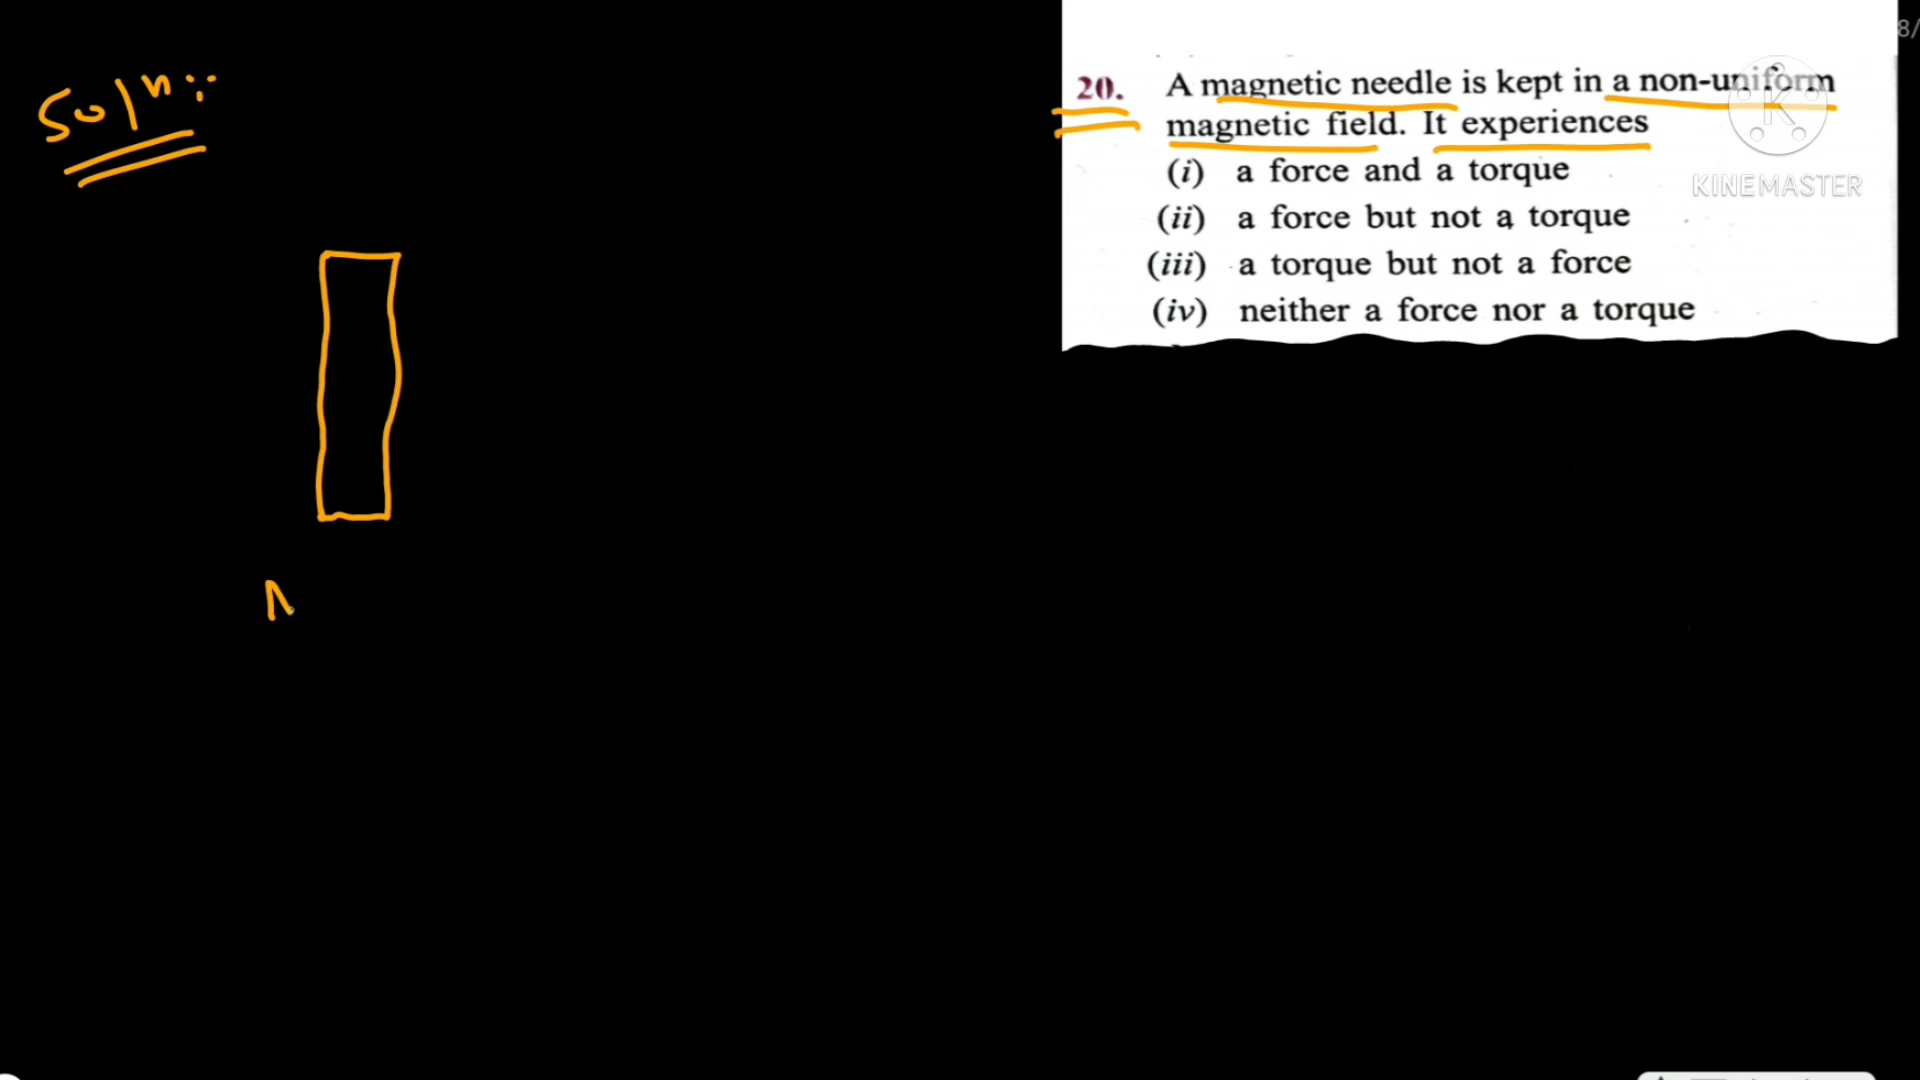 Solⁿ:
20. A magnetic needle is kept in a non-uniform
magnetic field. It experiences
(i) a force and a torque
(ii) a force but not a torque
(iii) a torque but not a force
(iv) neither a force nor a torque
KINEMASTER
8/